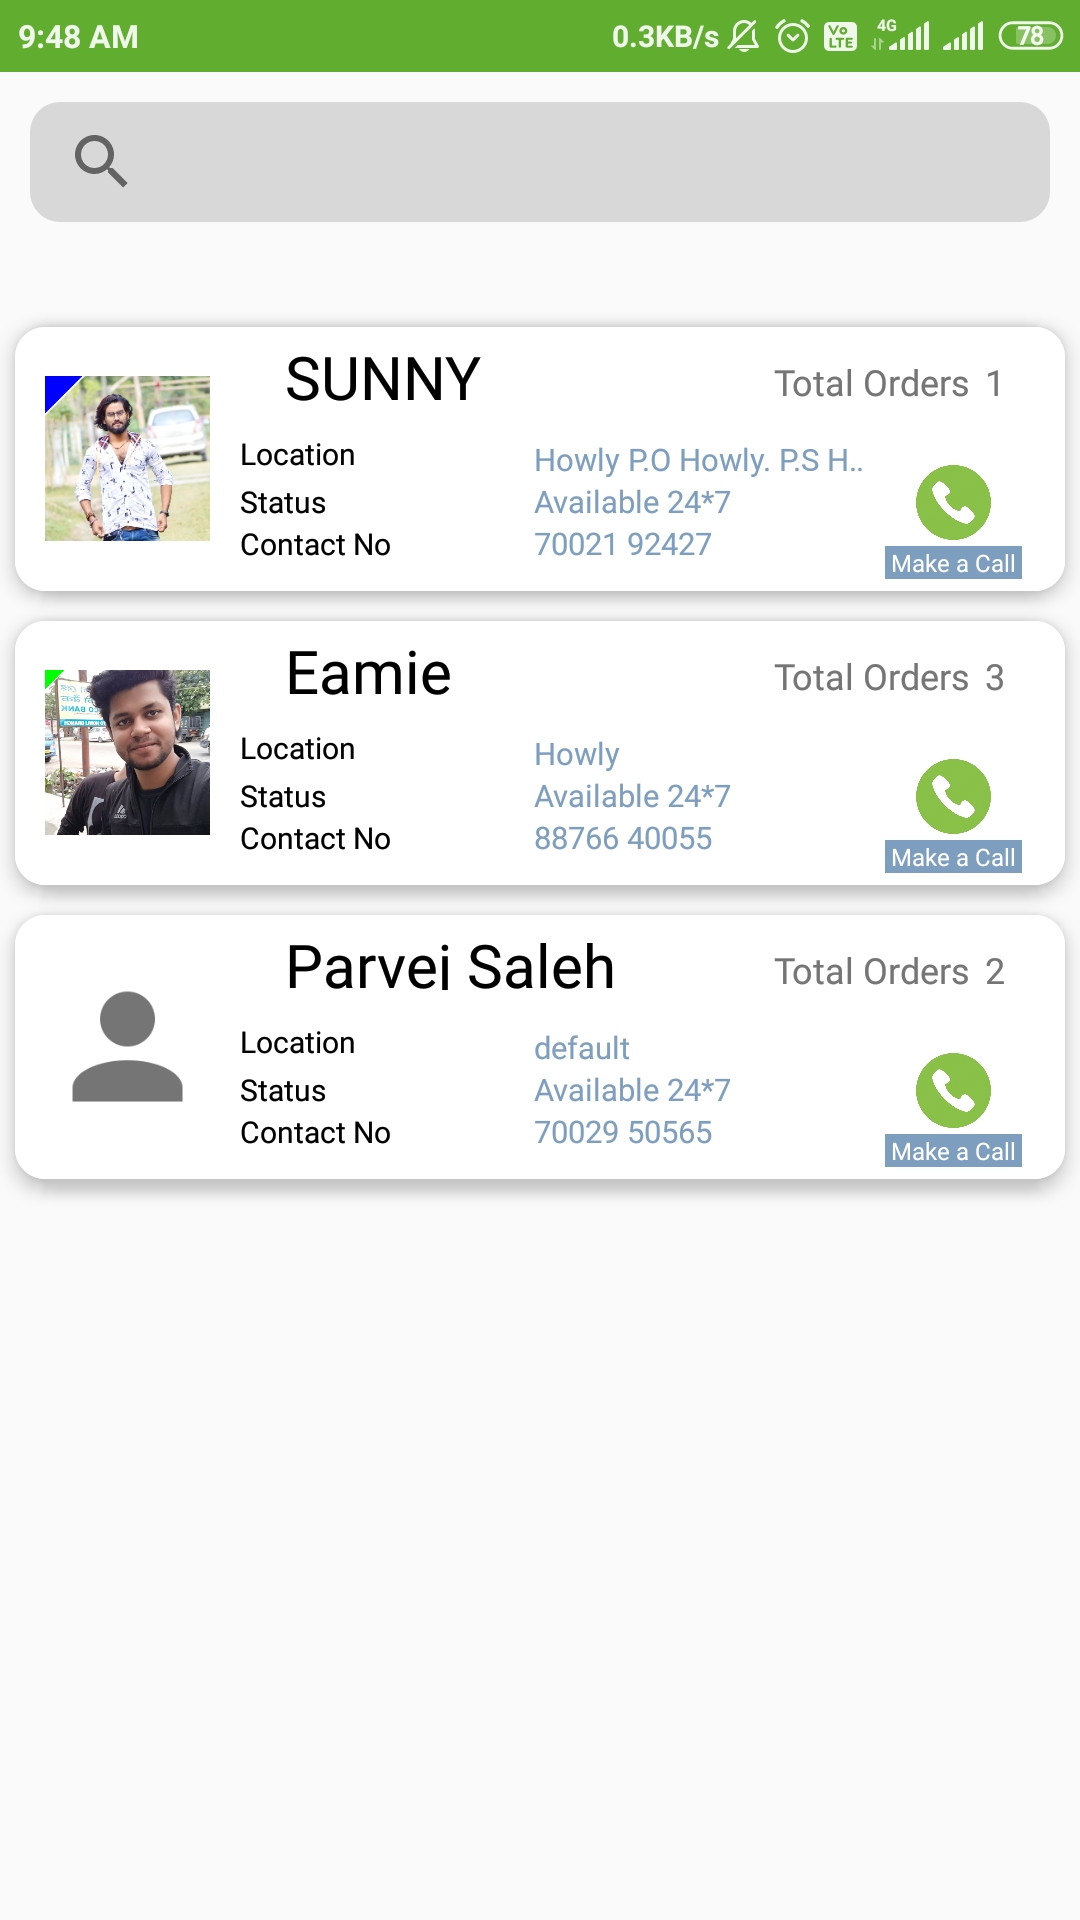 9:48 AM 0.3KB/s Vo LTE 4G 78
SUNNY Total Orders 1
Location Howly P.O Howly. P.S H..
Status Available 24*7
Contact No 70021 92427
Make a Call
Eamie Total Orders 3
Location Howly
Status Available 24*7
Contact No 88766 40055
Make a Call
Parvej Saleh Total Orders 2
Location default
Status Available 24*7
Contact No 70029 50565
Make a Call